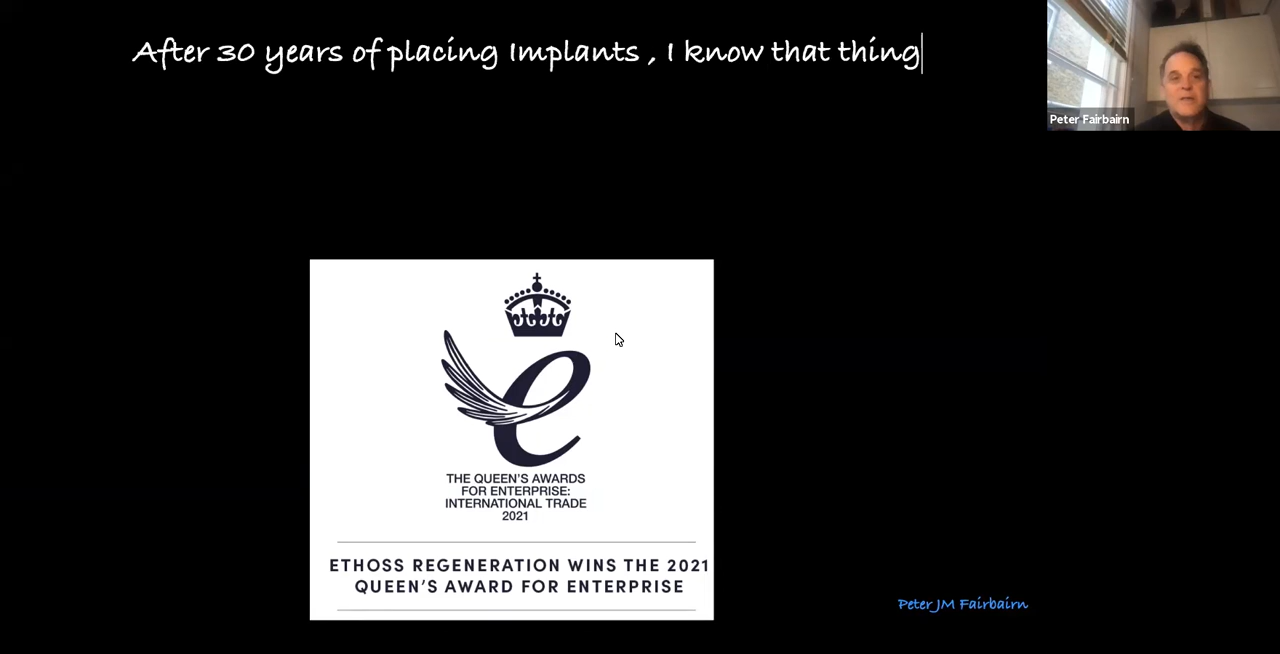 After 30 years of placing Implants , I know that thing
Peter Fairbairn
THE QUEEN'S AWARDS
FOR ENTERPRISE:
INTERNATIONAL TRADE
2021
ETHOSS REGENERATION WINS THE 2021
QUEEN'S AWARD FOR ENTERPRISE
Peter JM Fairbairn